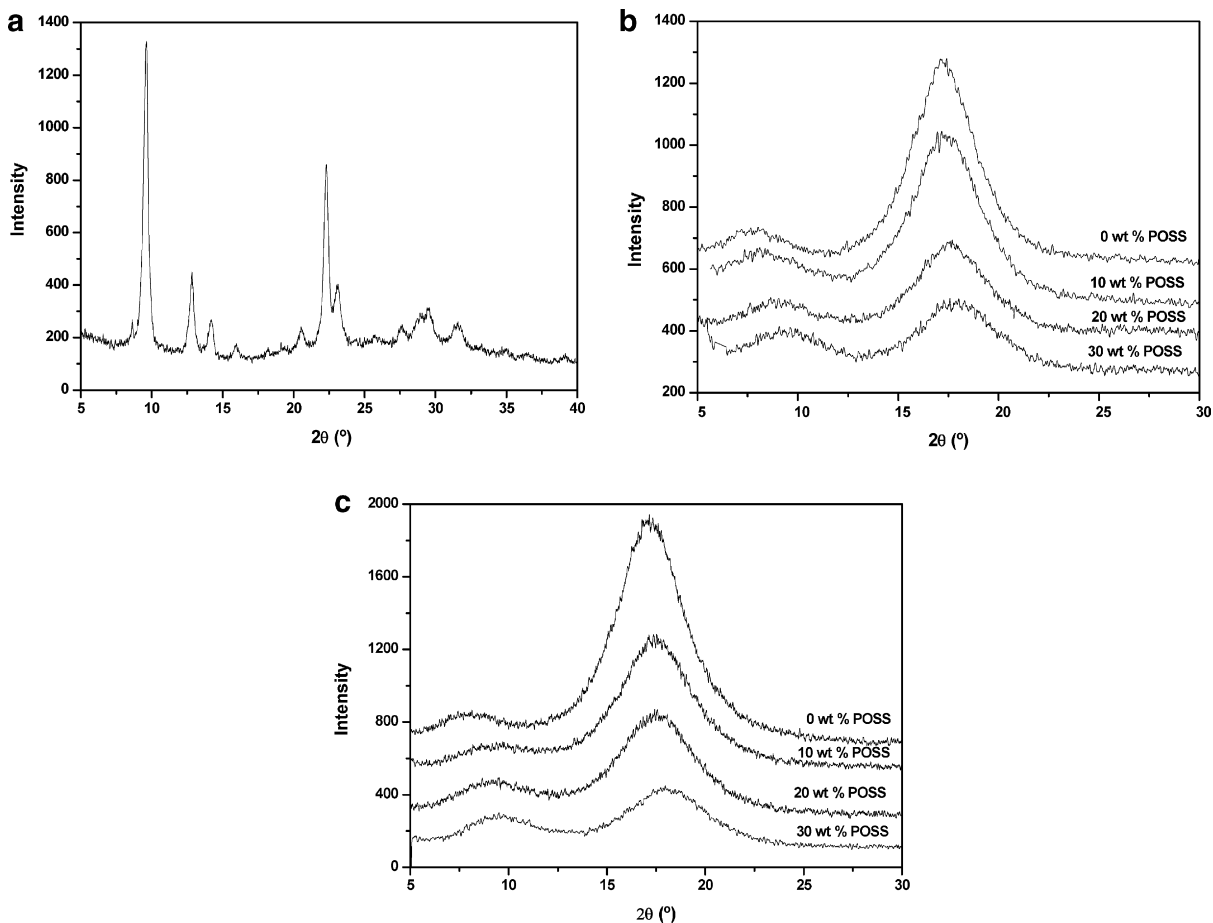 a
1400
1200
1000
800
600
400
200
0
Intensity
5 10 15 20 25 30 35 40
2θ (º)
b
1400
1200
1000
800
600
400
200
Intensity
0 wt % POSS
10 wt % POSS
20 wt % POSS
30 wt % POSS
5 10 15 20 25 30
2θ (º)
c
2000
1600
1200
800
400
0
Intensity
0 wt % POSS
10 wt % POSS
20 wt % POSS
30 wt % POSS
5 10 15 20 25 30
2θ (º)